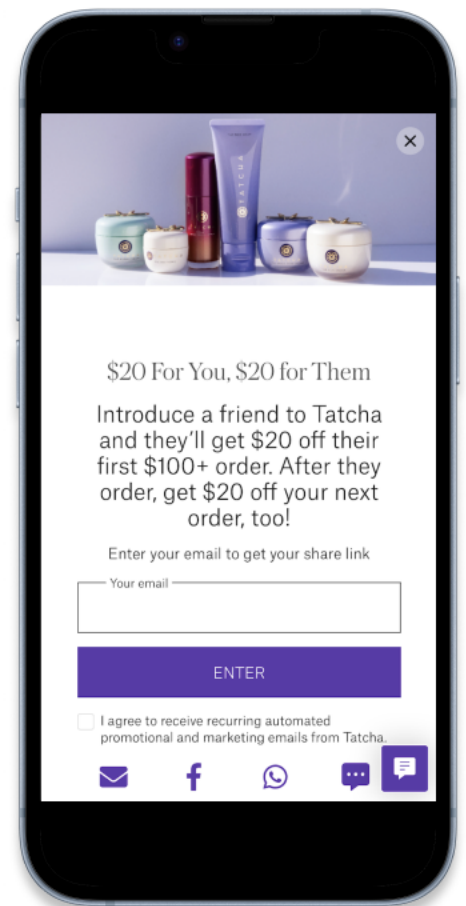 TATCHA
$20 For You, $20 for Them
Introduce a friend to Tatcha
and they'll get $20 off their
first $100+ order. After they
order, get $20 off your next
order, too!
Enter your email to get your share link
Your email
ENTER
I agree to receive recurring automated
promotional and marketing emails from Tatcha.